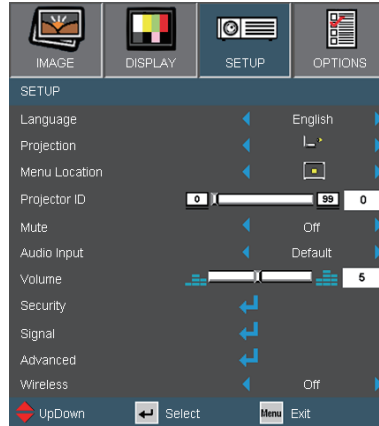 IMAGE DISPLAY SETUP OPTIONS
SETUP
Language English
Projection
Menu Location
Projector ID 0 99 0
Mute Off
Audio Input Default
Volume 5
Security
Signal
Advanced
Wireless Off
UpDown Select Menu Exit